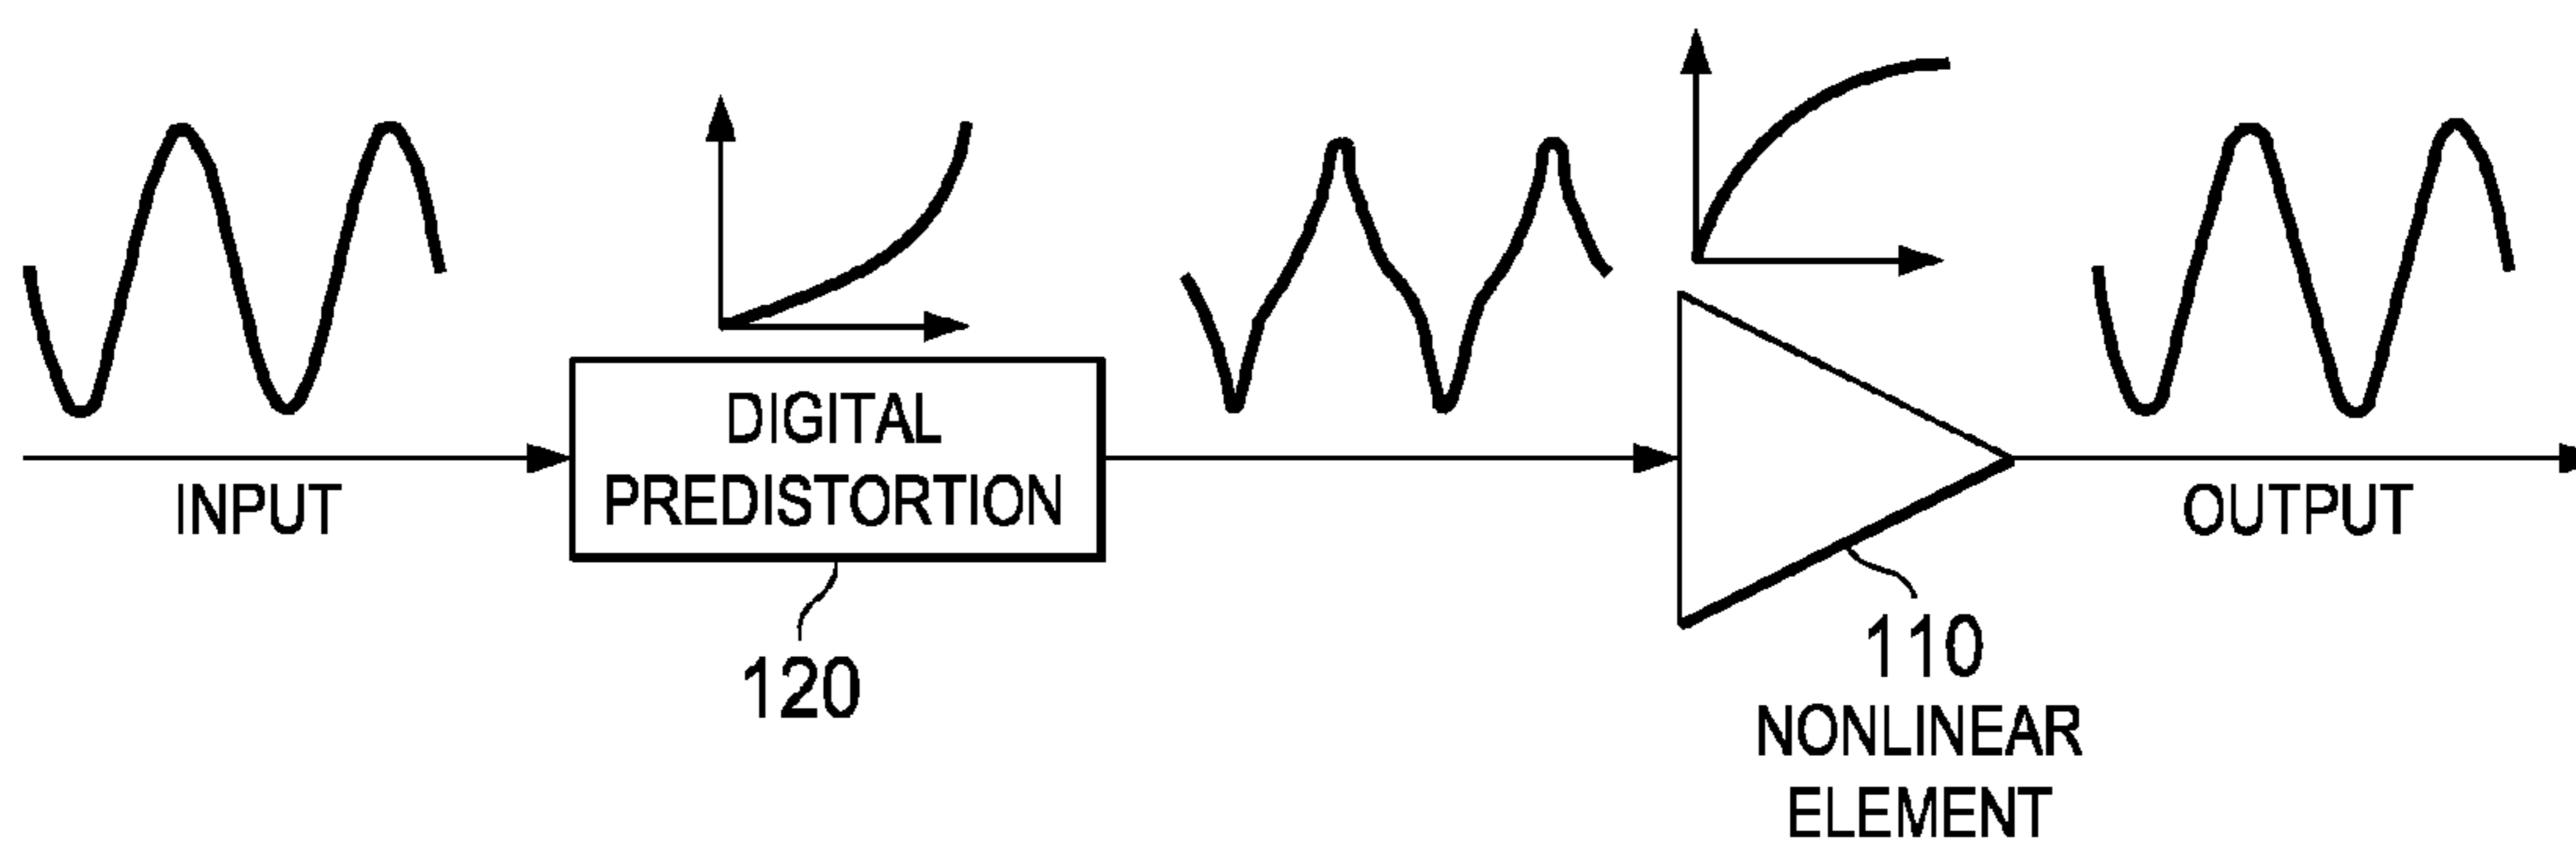 INPUT
DIGITAL
PREDISTORTION
120
110
NONLINEAR
ELEMENT
OUTPUT